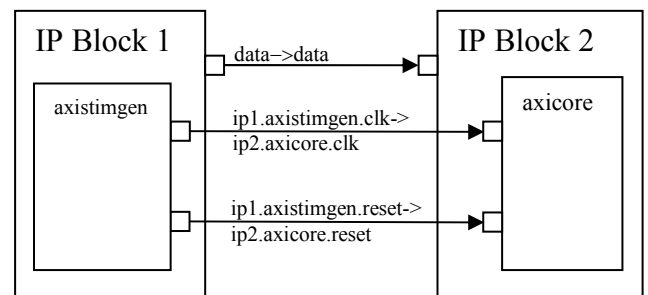 IP Block 1
IP Block 2
data->data
axistimgen
axicore
ip1.axistimgen.clk->
ip2.axicore.clk
ip1.axistimgen.reset->
ip2.axicore.reset